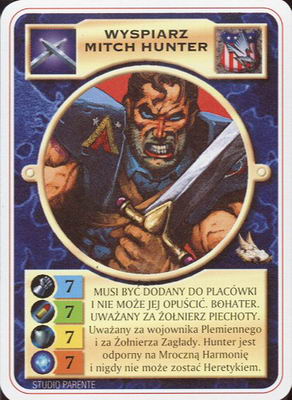 WYSPIARZ
MITCH HUNTER
7
7
7
7
MUSI BYĆ DODANY DO PLACÓWKI
I NIE MOŻE JEJ OPUŚCIĆ. BOHATER.
UWAŻANY ZA ŻOŁNIERZ PIECHOTY.
Uważany za wojownika Plemiennego
i za Żołnierza Zagłady. Hunter jest
odporny na Mroczną Harmonię
i nigdy nie może zostać Heretykiem.
STUDIO PARENTE